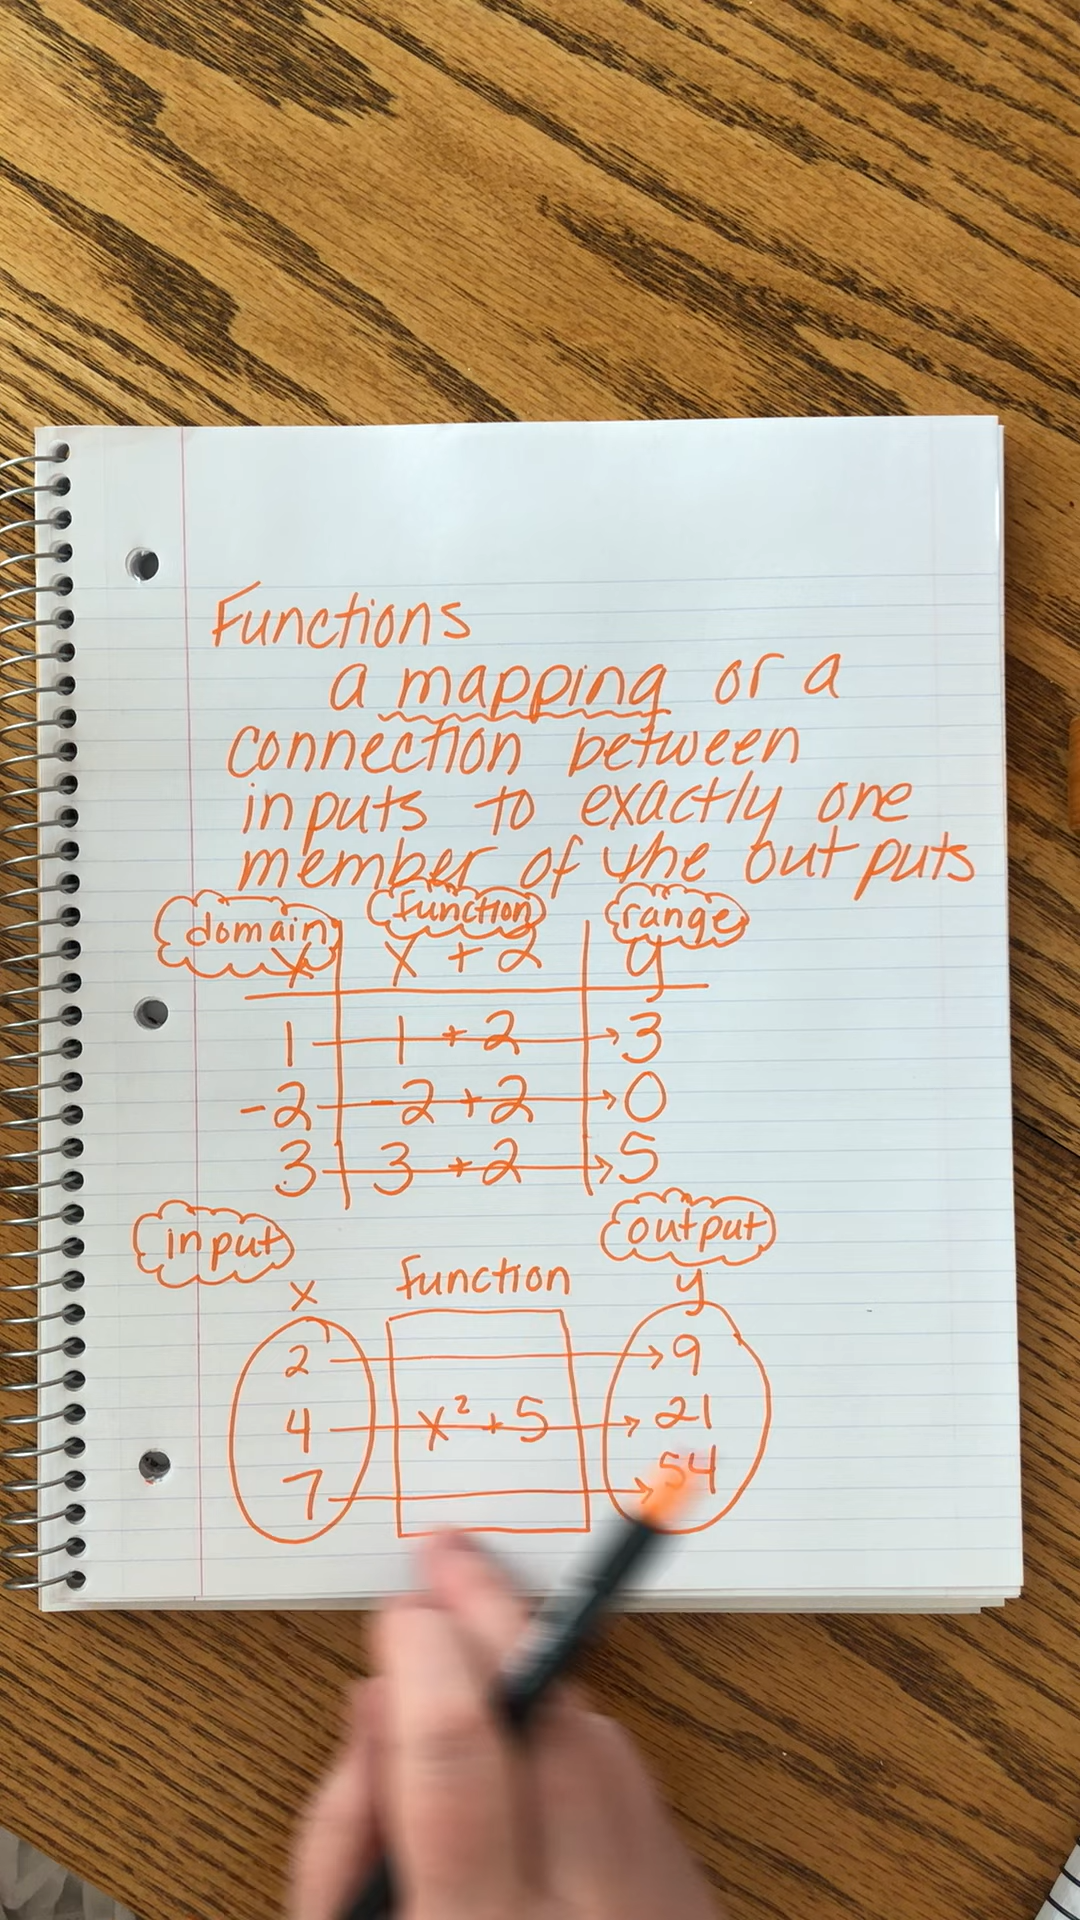 Functions
a mapping or a
connection between
inputs to exactly one
member of the outputs
domain function range
x x + 2 y
1 1 + 2 3
-2 -2 + 2 0
3 3 + 2 5
input output
x function y
2 9
4 x² + 5 21
7 54